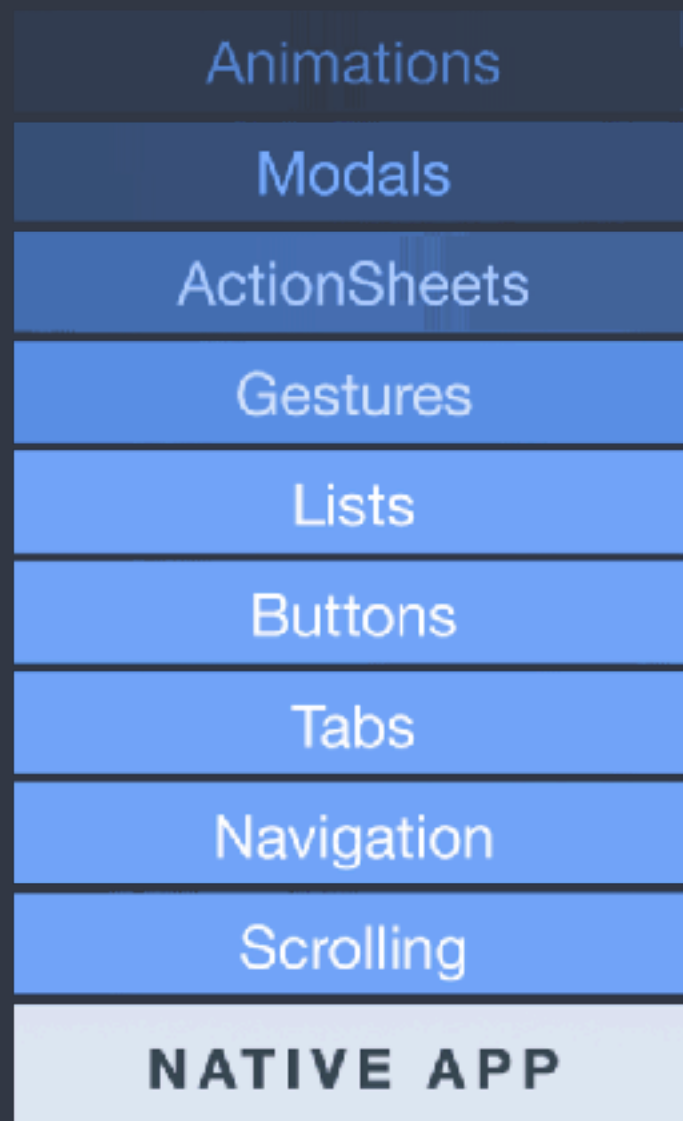 Animations
Modals
ActionSheets
Gestures
Lists
Buttons
Tabs
Navigation
Scrolling
NATIVE APP